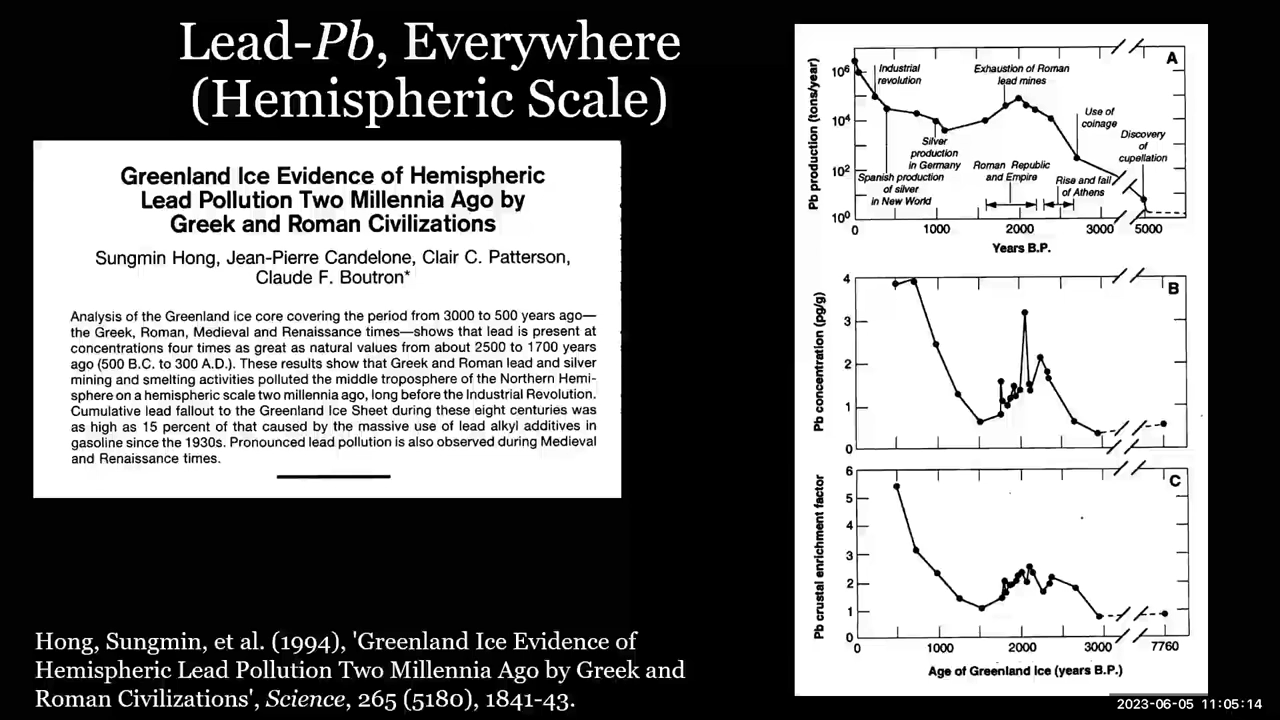 Lead-Pb, Everywhere
(Hemispheric Scale)
Greenland Ice Evidence of Hemispheric
Lead Pollution Two Millennia Ago by
Greek and Roman Civilizations
Sungmin Hong, Jean-Pierre Candelone, Clair C. Patterson,
Claude F. Boutron*
Analysis of the Greenland ice core covering the period from 3000 to 500 years ago—
the Greek, Roman, Medieval and Renaissance times—shows that lead is present at
concentrations four times as great as natural values from about 2500 to 1700 years
ago (500 B.C. to 300 A.D.). These results show that Greek and Roman lead and silver
mining and smelting activities polluted the middle troposphere of the Northern Hemi-
sphere on a hemispheric scale two millennia ago, long before the Industrial Revolution.
Cumulative lead fallout to the Greenland Ice Sheet during these eight centuries was
as high as 15 percent of that caused by the massive use of lead alkyl additives in
gasoline since the 1930s. Pronounced lead pollution is also observed during Medieval
and Renaissance times.
Hong, Sungmin, et al. (1994), 'Greenland Ice Evidence of
Hemispheric Lead Pollution Two Millennia Ago by Greek and
Roman Civilizations', Science, 265 (5180), 1841-43.
A
Pb production (tons/year)
10⁶
10⁴
10²
10⁰
Industrial
revolution
Exhaustion of Roman
lead mines
Use of
coinage
Discovery
of
cupellation
Silver
production
in Germany
Roman Republic
and Empire
Spanish production
of silver
in New World
Rise and fall
of Athens
0 1000 2000 3000 5000
Years B.P.
B
Pb concentration (pg/g)
4
3
2
1
0
C
Pb crustal enrichment factor
6
5
4
3
2
1
0
0 1000 2000 3000 7760
Age of Greenland Ice (years B.P.)
2023-06-05 11:05:14